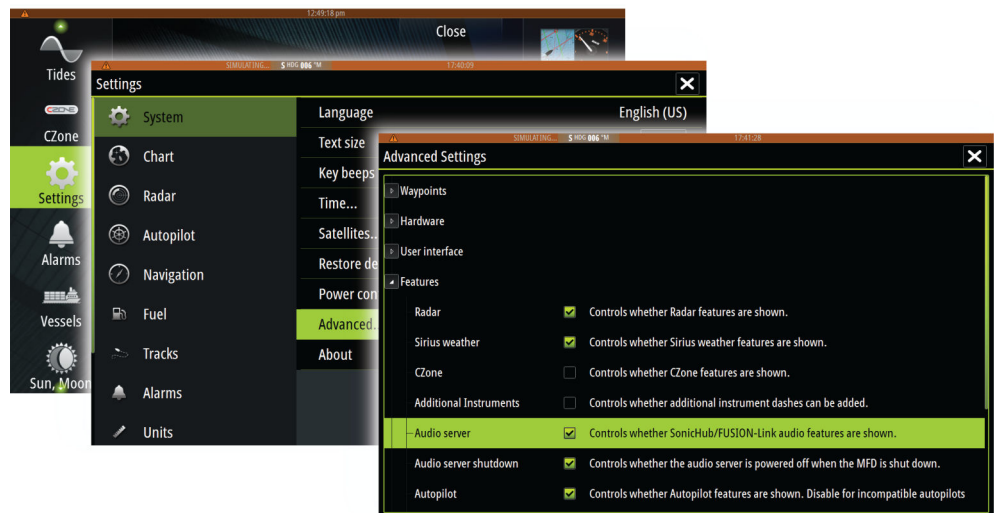 12:49:18 pm
Close
Tides
CZONE
CZone
Settings
Alarms
Vessels
Sun, Moon
SIMULATING... S HDG 006 °M 17:40:09
Settings
System
Chart
Radar
Autopilot
Navigation
Fuel
Tracks
Alarms
Units
Language English (US)
Text size
Key beeps
Time...
Satellites..
Restore de
Power con
Advanced..
About
SIMULATING... S HDG 006 °M 17:41:28
Advanced Settings
Waypoints
Hardware
User interface
Features
Radar Controls whether Radar features are shown.
Sirius weather Controls whether Sirius weather features are shown.
CZone Controls whether CZone features are shown.
Additional Instruments Controls whether additional instrument dashes can be added.
Audio server Controls whether SonicHub/FUSION-Link audio features are shown.
Audio server shutdown Controls whether the audio server is powered off when the MFD is shut down.
Autopilot Controls whether Autopilot features are shown. Disable for incompatible autopilots